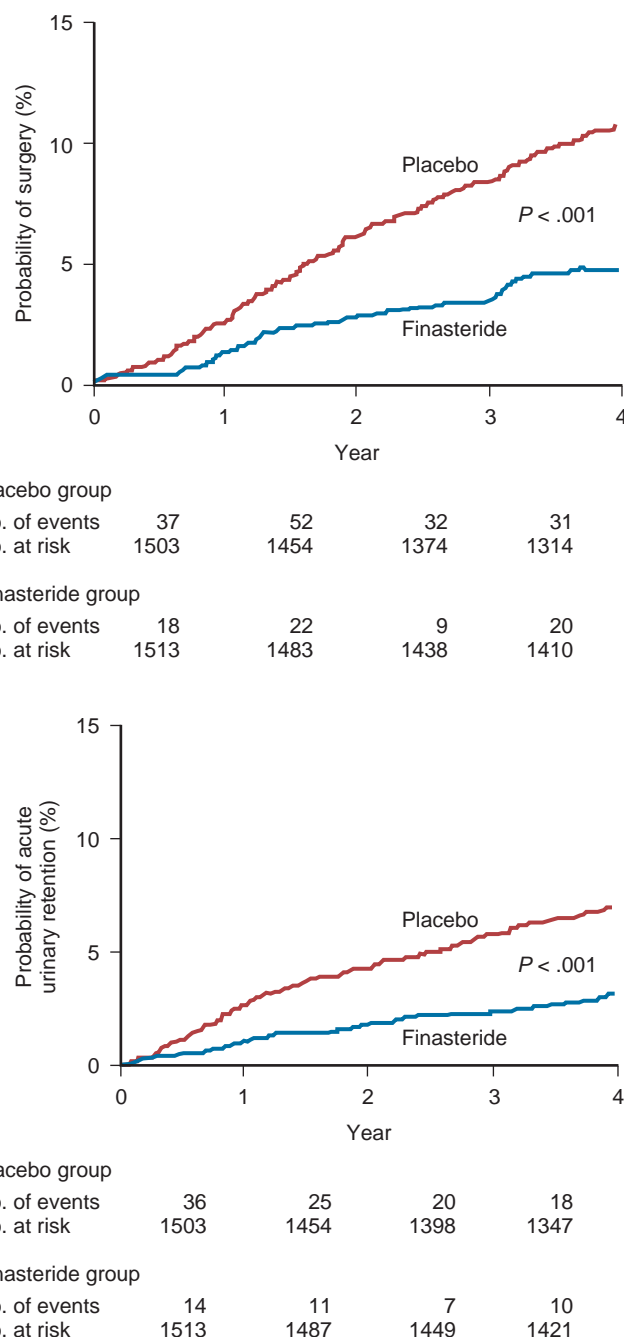 15
10
5
0
Probability of surgery (%)
Placebo
P < .001
Finasteride
0 1 2 3 4
Year
acebo group
o. of events 37 52 32 31
o. at risk 1503 1454 1374 1314
nasteride group
o. of events 18 22 9 20
o. at risk 1513 1483 1438 1410
15
10
5
0
Probability of acute
urinary retention (%)
Placebo
P < .001
Finasteride
0 1 2 3 4
Year
acebo group
o. of events 36 25 20 18
o. at risk 1503 1454 1398 1347
nasteride group
o. of events 14 11 7 10
o. at risk 1513 1487 1449 1421